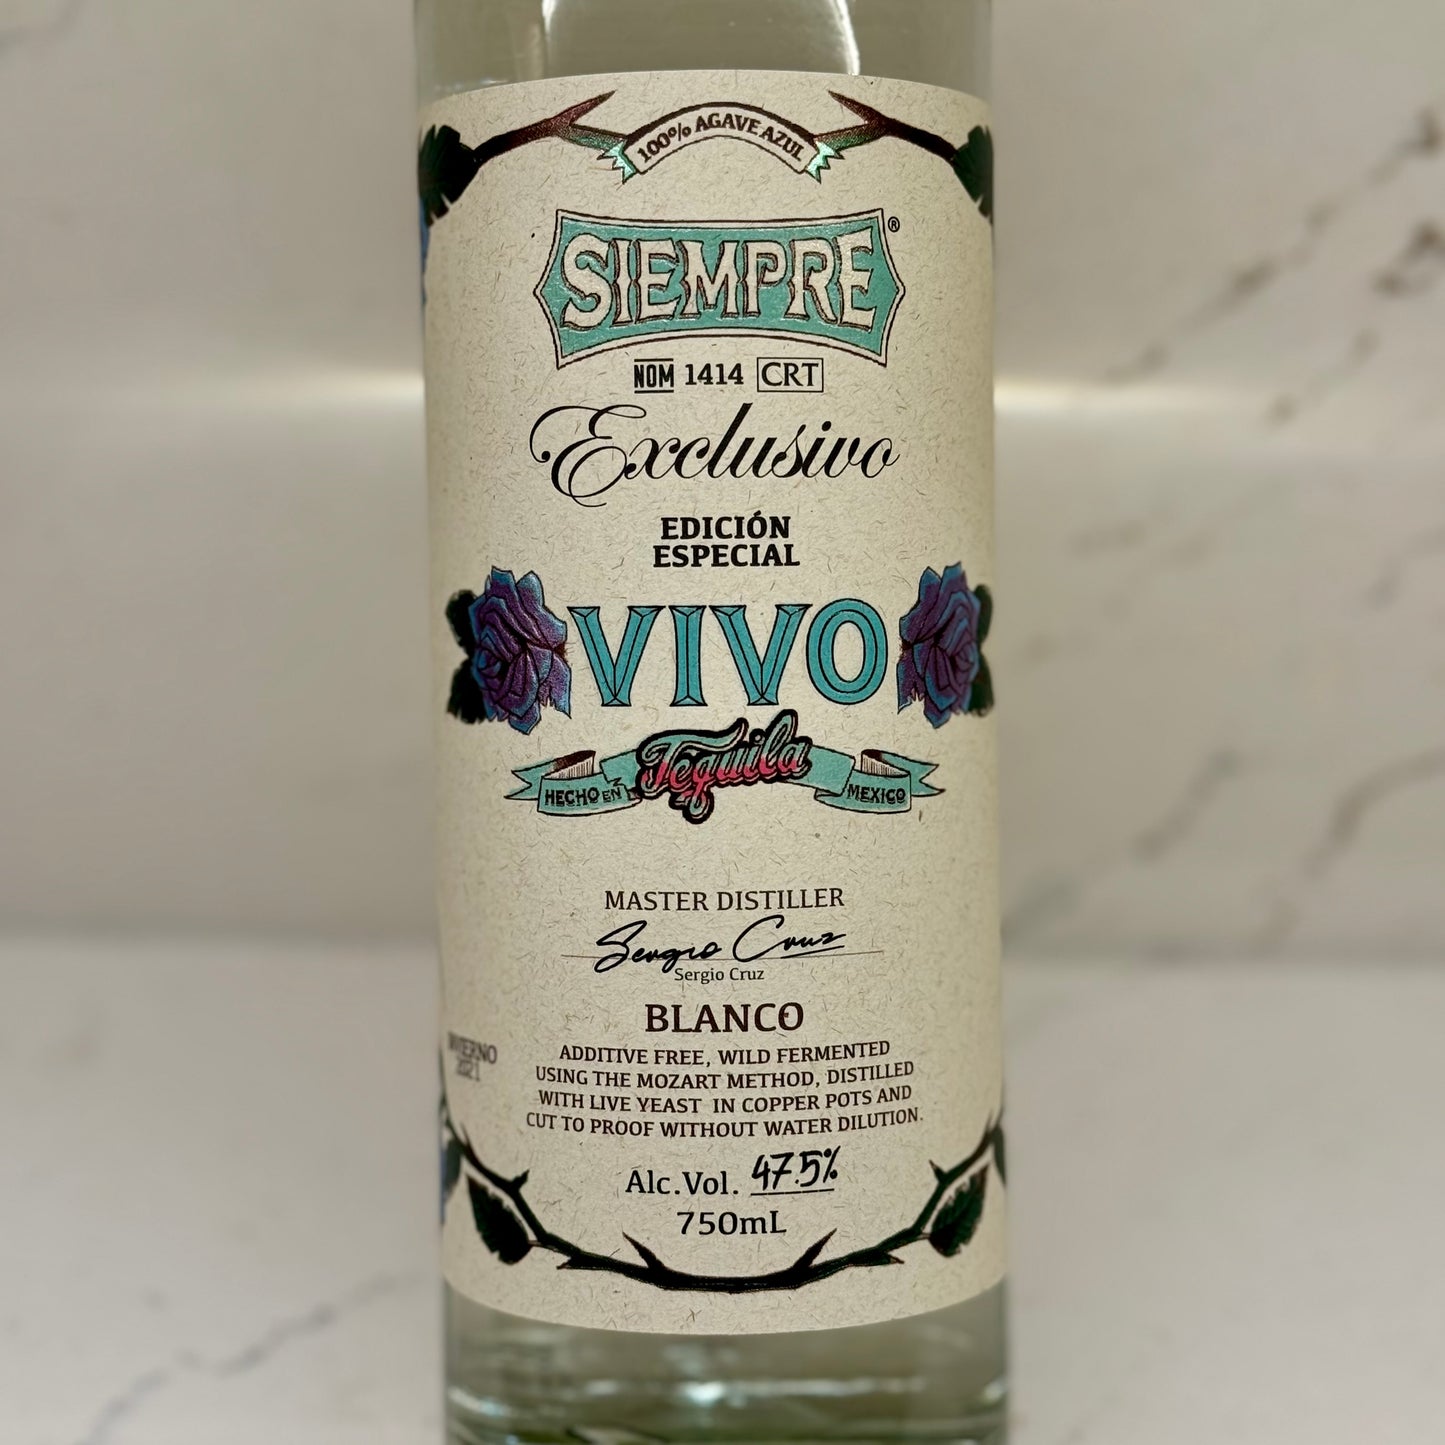 100% AGAVE AZUL
SIEMPRE®
NOM 1414 CRT
Exclusivo
EDICIÓN
ESPECIAL
VIVO
Tequila
HECHO EN MEXICO
MASTER DISTILLER
Sergio Cruz
Sergio Cruz
BLANCO
ADDITIVE FREE, WILD FERMENTED
USING THE MOZART METHOD, DISTILLED
WITH LIVE YEAST IN COPPER POTS AND
CUT TO PROOF WITHOUT WATER DILUTION.
Alc.Vol. 47.5%
750mL
2021